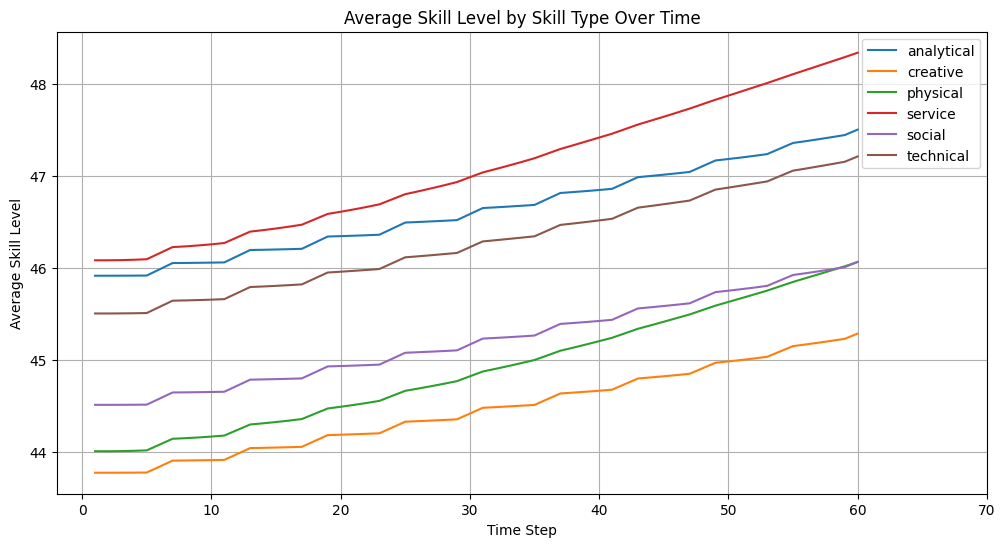 Average Skill Level by Skill Type Over Time
analytical
creative
physical
service
social
technical
Average Skill Level
48
47
46
45
44
0 10 20 30 40 50 60 70
Time Step